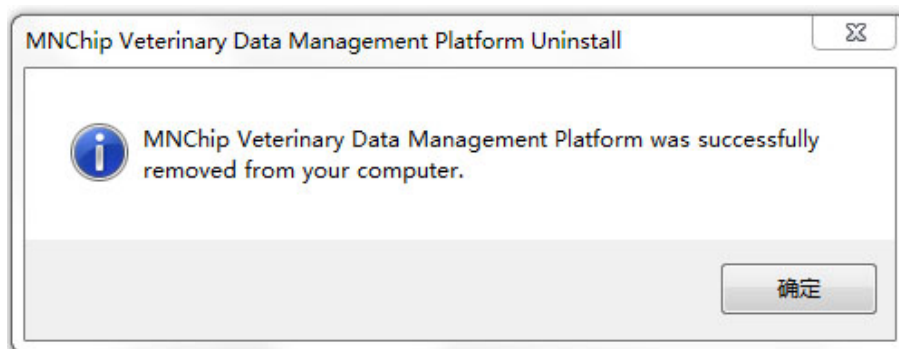 MNChip Veterinary Data Management Platform Uninstall
MNChip Veterinary Data Management Platform was successfully
removed from your computer.
确定